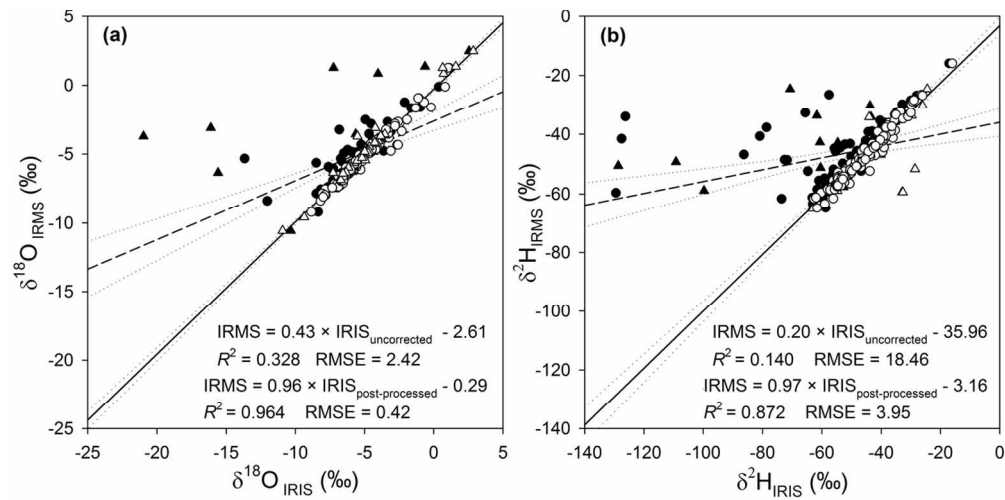 (a)
5
0
-5
-10
-15
-20
-25
δ18O IRMS (‰)
IRMS = 0.43 × IRISuncorrected - 2.61
R2 = 0.328 RMSE = 2.42
IRMS = 0.96 × IRISpost-processed - 0.29
R2 = 0.964 RMSE = 0.42
-25 -20 -15 -10 -5 0 5
δ18O IRIS (‰)
(b)
0
-20
-40
-60
-80
-100
-120
-140
δ2HIRMS (‰)
IRMS = 0.20 × IRISuncorrected - 35.96
R2 = 0.140 RMSE = 18.46
IRMS = 0.97 × IRISpost-processed - 3.16
R2 = 0.872 RMSE = 3.95
-140 -120 -100 -80 -60 -40 -20 0
δ2HIRIS (‰)